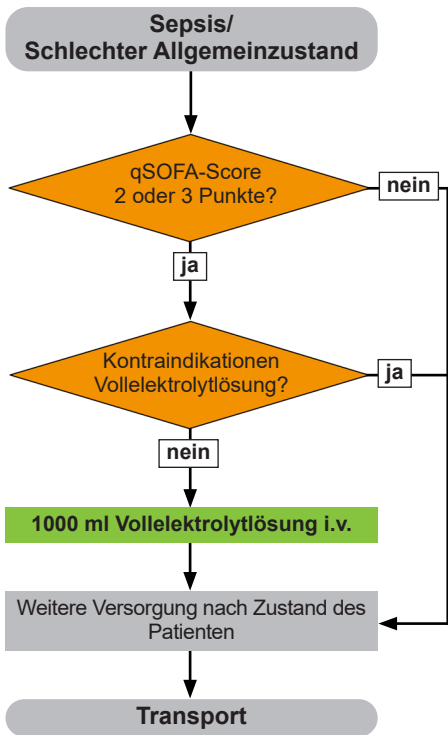 Sepsis/
Schlechter Allgemeinzustand
qSOFA-Score
2 oder 3 Punkte?
nein
ja
Kontraindikationen
Vollelektrolytlösung?
ja
nein
1000 ml Vollelektrolytlösung i.v.
Weitere Versorgung nach Zustand des
Patienten
Transport